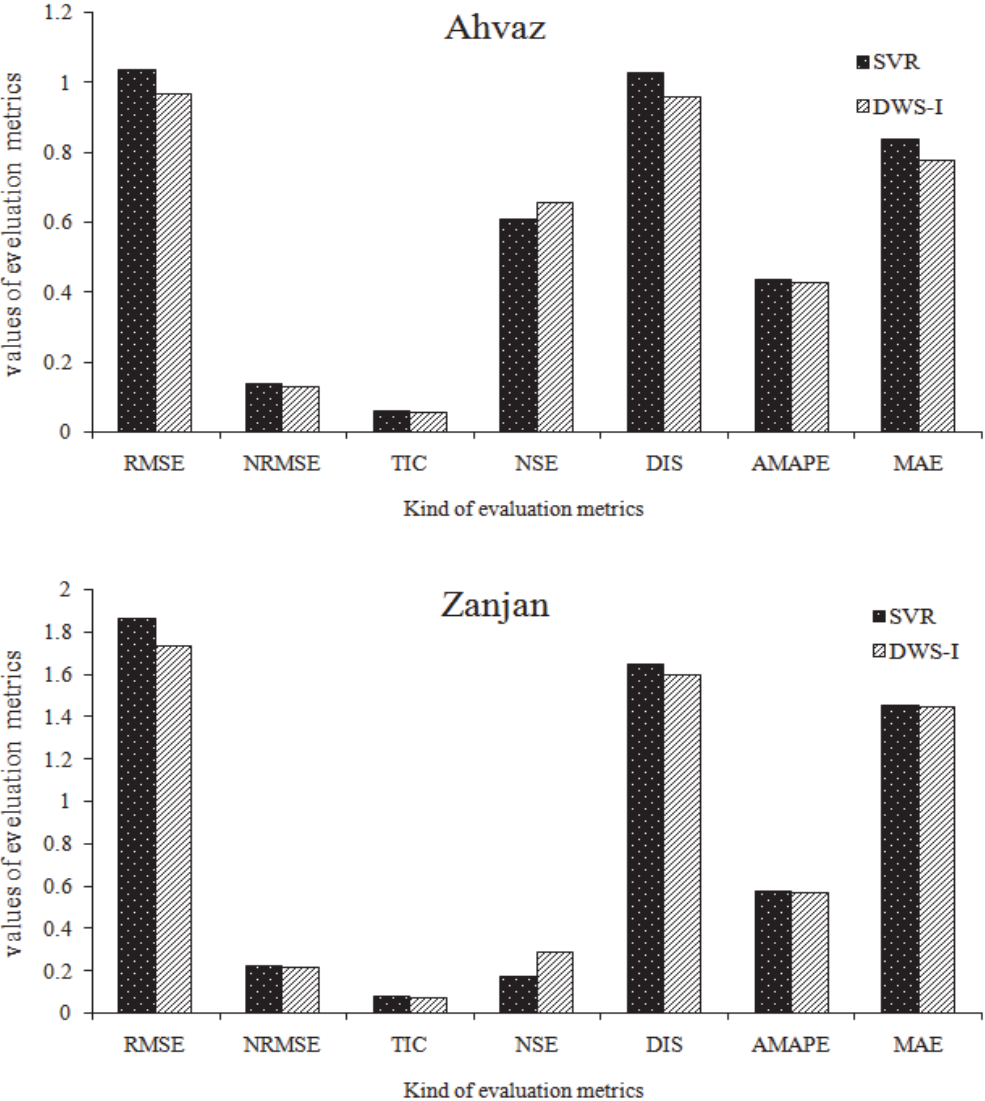 Ahvaz
SVR
DWS-I
values of eveluation metrics
1.2
1
0.8
0.6
0.4
0.2
0
RMSE NRMSE TIC NSE DIS AMAPE MAE
Kind of evaluation metrics
Zanjan
SVR
DWS-I
values of eveluation metrics
2
1.8
1.6
1.4
1.2
1
0.8
0.6
0.4
0.2
0
RMSE NRMSE TIC NSE DIS AMAPE MAE
Kind of evaluation metrics